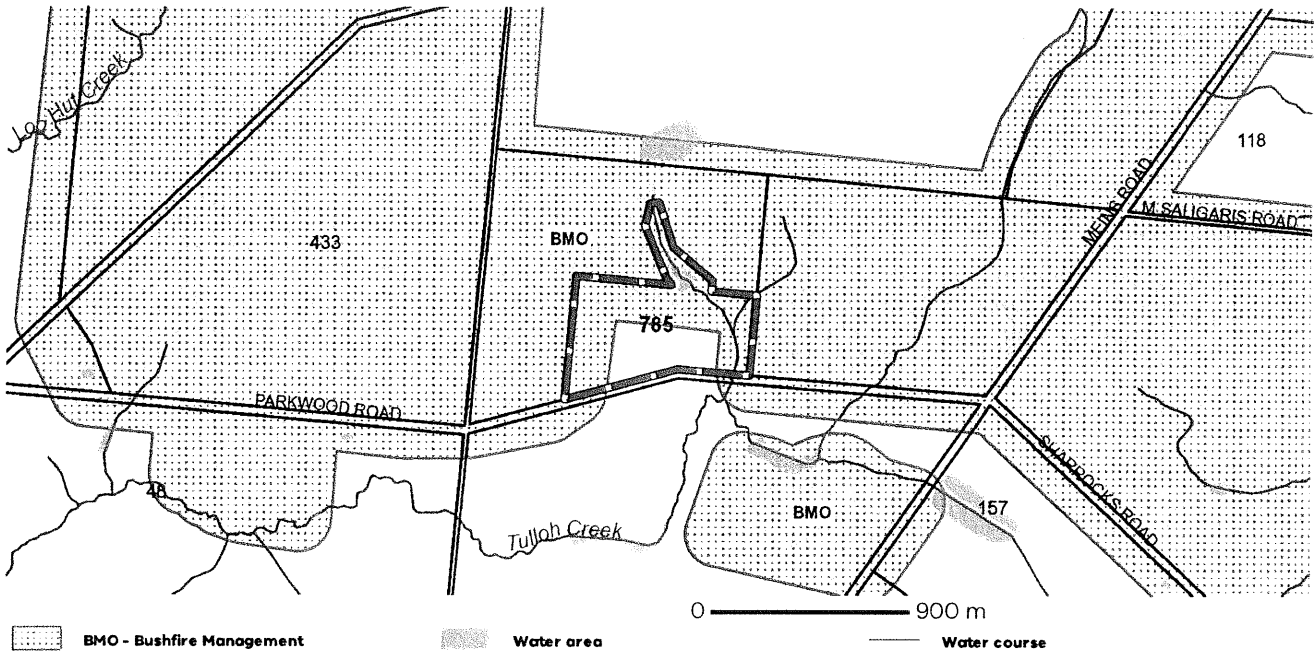 Log Hut Creek
118
MEINS ROAD
M SALIGARIS ROAD
433
BMO
785
PARKWOOD ROAD
SHARROCKS ROAD
48
157
BMO
Tulloh Creek
0 900 m
BMO - Bushfire Management
Water area
Water course